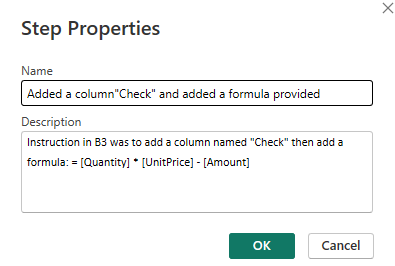 Step Properties
Name
Added a column"Check" and added a formula provided
Description
Instruction in B3 was to add a column named "Check" then add a
formula: = [Quantity] * [UnitPrice] - [Amount]
OK
Cancel